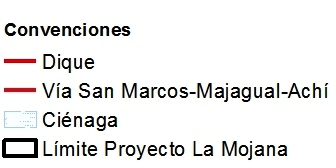 Convenciones
Dique
Vía San Marcos-Majagual-Achí
Ciénaga
Límite Proyecto La Mojana